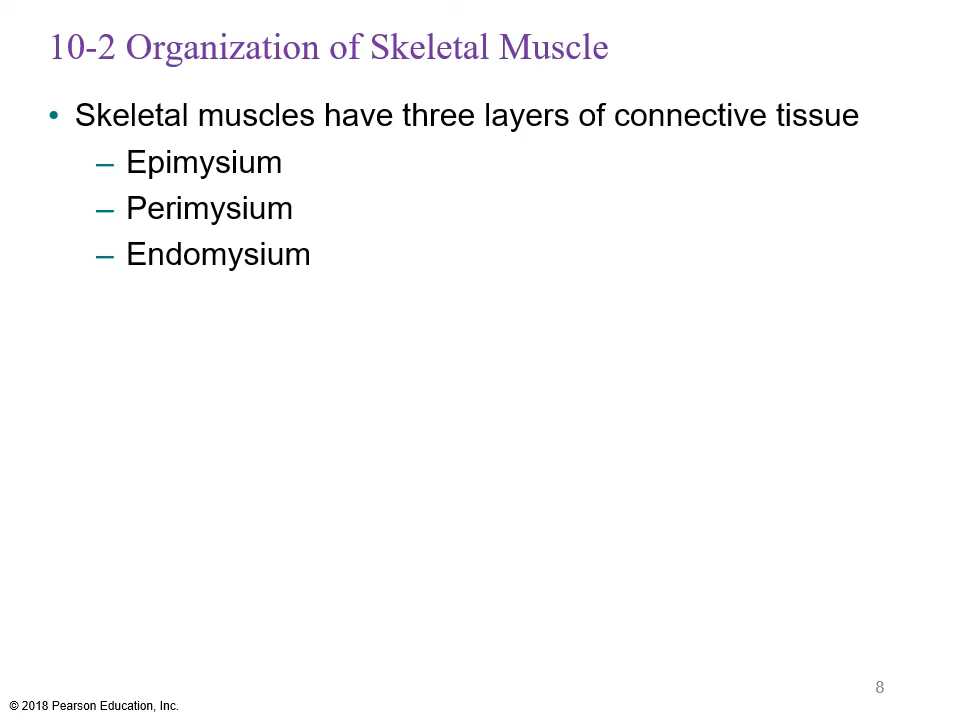 10-2 Organization of Skeletal Muscle
• Skeletal muscles have three layers of connective tissue
– Epimysium
– Perimysium
– Endomysium
8
© 2018 Pearson Education, Inc.